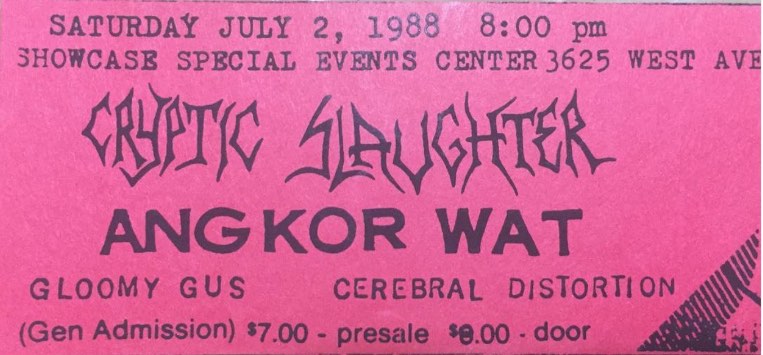 SATURDAY JULY 2, 1988 8:00 pm
SHOWCASE SPECIAL EVENTS CENTER 3625 WEST AVE
CRYPTIC SLAUGHTER
ANGKOR WAT
GLOOMY GUS CEREBRAL DISTORTION
(Gen Admission) $7.00 - presale $8.00 - door